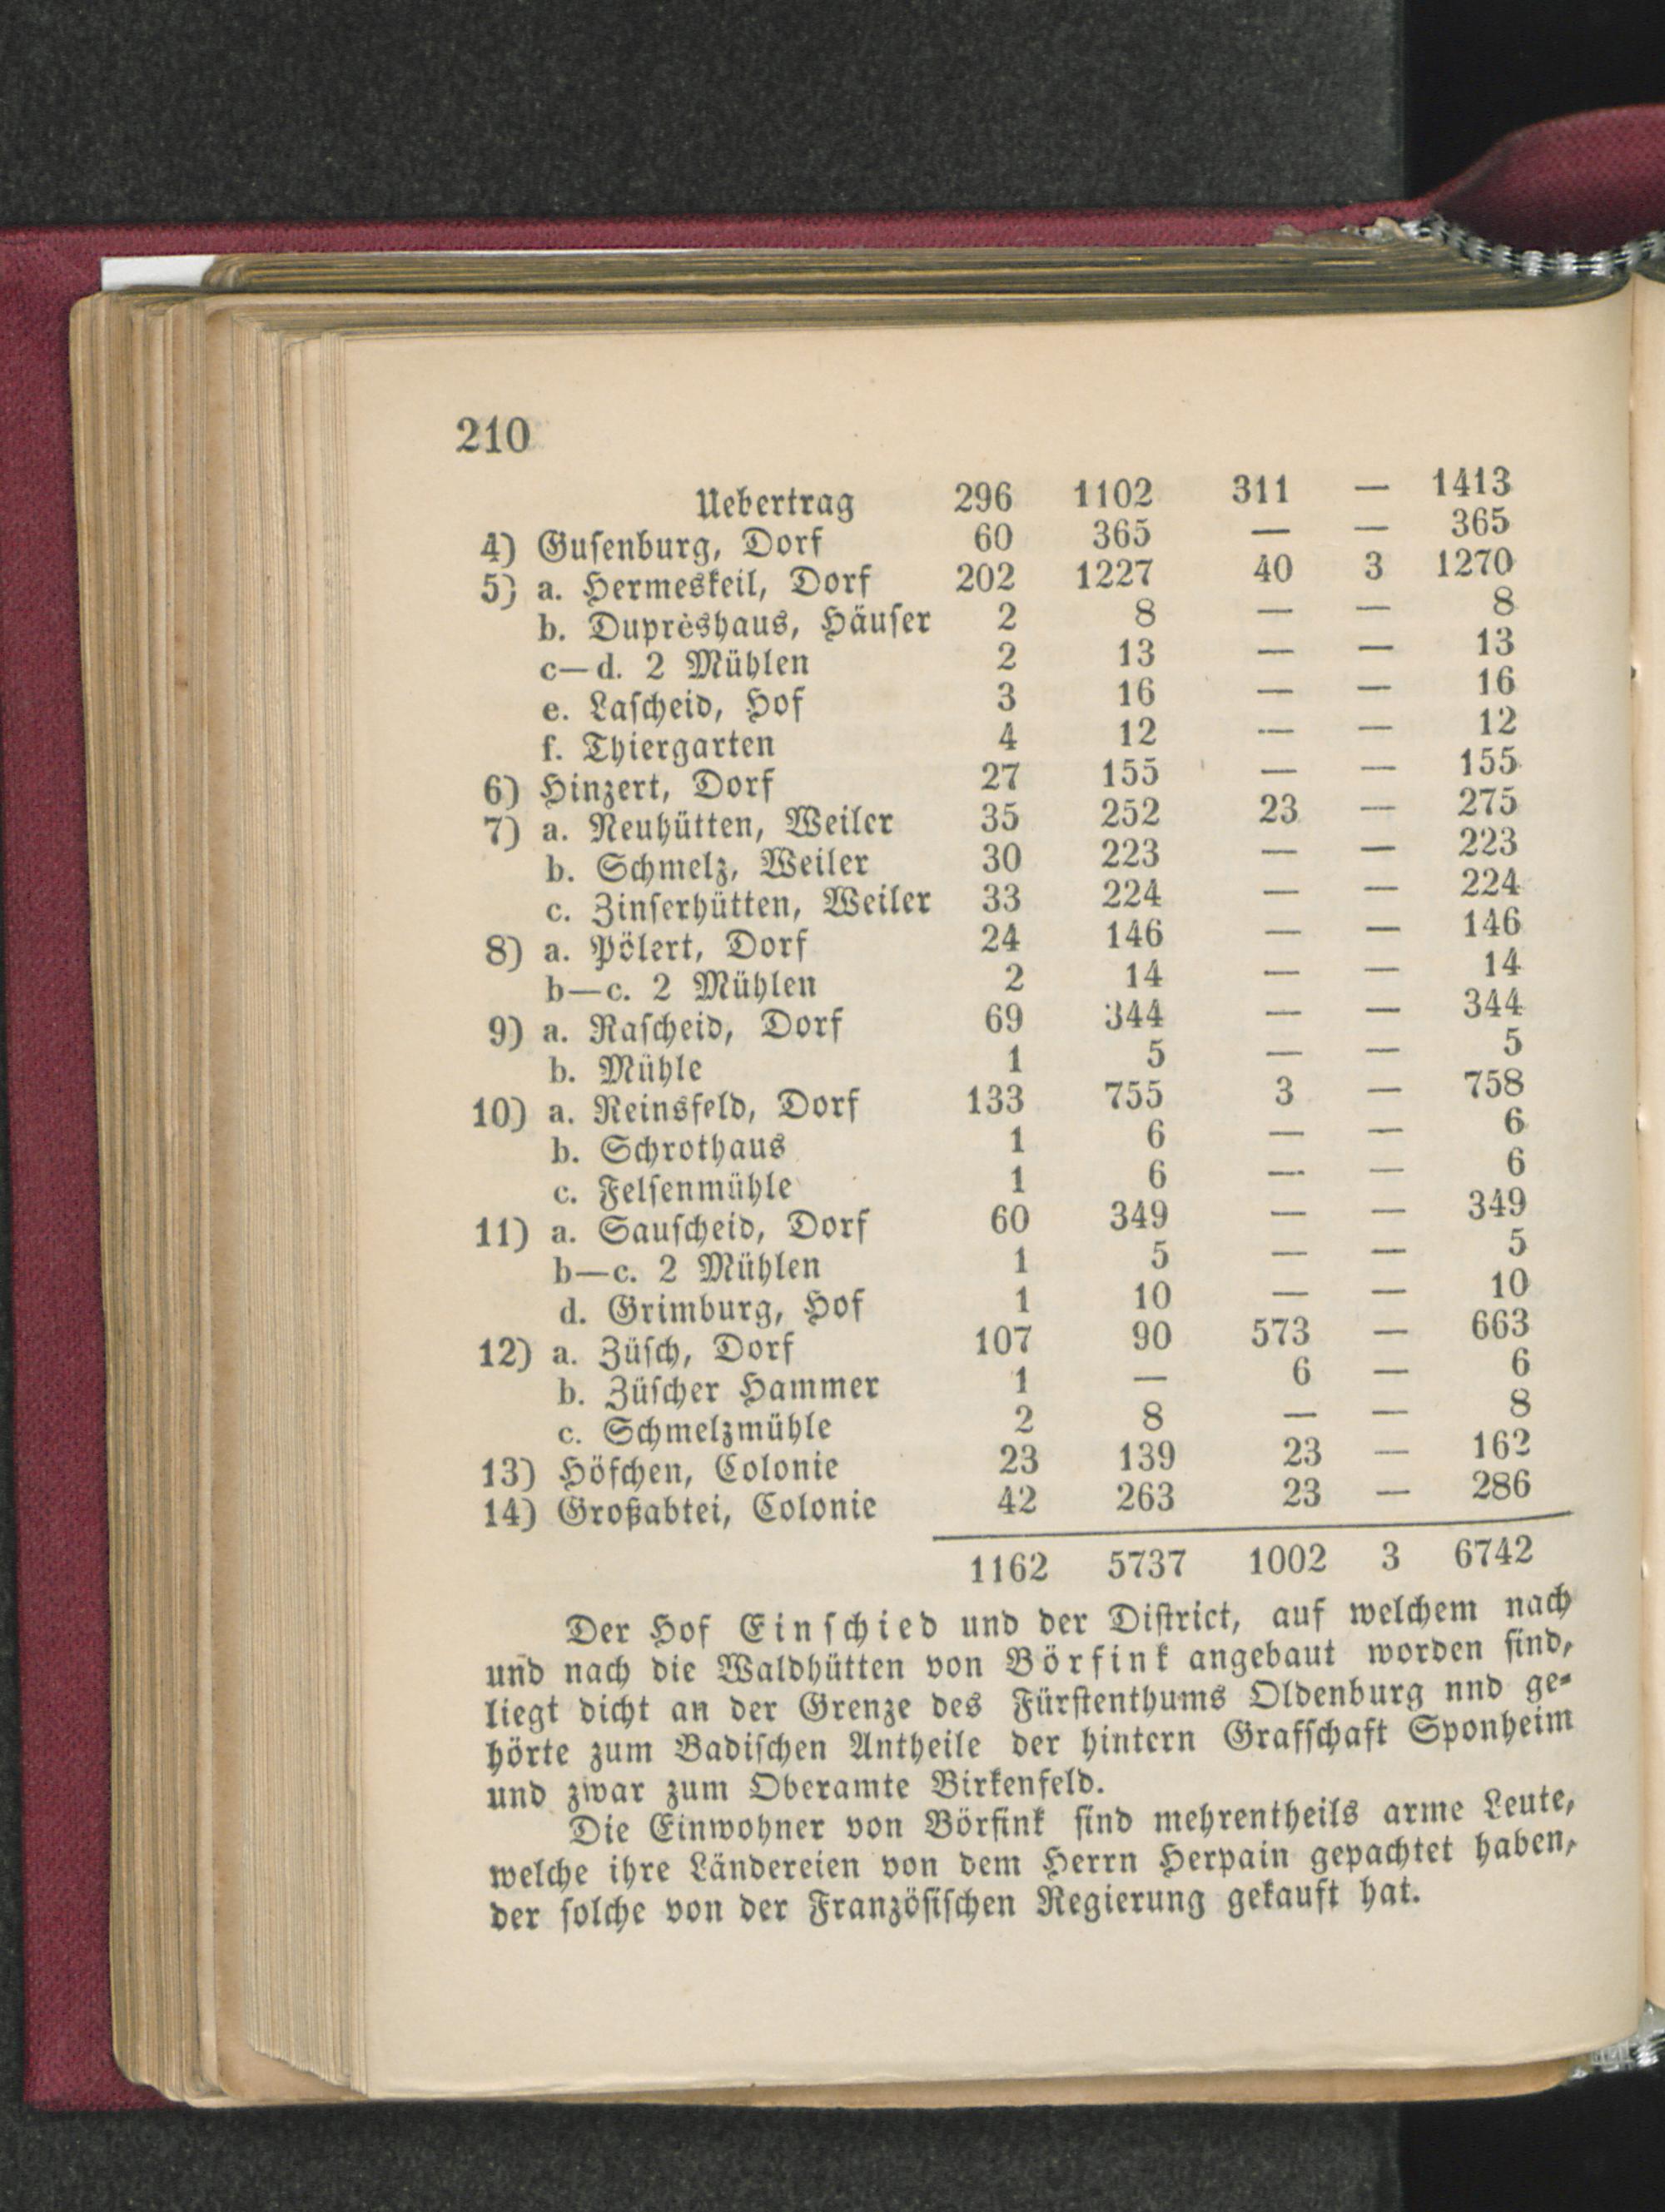 210
Uebertrag 296 1102 311 — — 1413
4) Gusenburg, Dorf 60 365 — — 365
5) a. Hermeskeil, Dorf 202 1227 40 3 1270
b. Duprèshaus, Häuser 2 8 — — 8
c—d. 2 Mühlen 2 13 — — 13
e. Lascheid, Hof 3 16 — — 16
f. Thiergarten 4 12 — — 12
6) Hinzert, Dorf 27 155 — — 155
7) a. Neuhütten, Weiler 35 252 23 — 275
b. Schmelz, Weiler 30 223 — — 223
c. Zinserhütten, Weiler 33 224 — — 224
8) a. Pölert, Dorf 24 146 — — 146
b—c. 2 Mühlen 2 14 — — 14
9) a. Rascheid, Dorf 69 344 — — 344
b. Mühle 1 5 — — 5
10) a. Reinsfeld, Dorf 133 755 3 — 758
b. Schrothaus 1 6 — — 6
c. Felsenmühle 1 6 — — 6
11) a. Sauscheid, Dorf 60 349 — — 349
b—c. 2 Mühlen 1 5 — — 5
d. Grimburg, Hof 1 10 — — 10
12) a. Züsch, Dorf 107 90 573 — 663
b. Züscher Hammer 1 — 6 — 6
c. Schmelzmühle 2 8 — — 8
13) Höfchen, Colonie 23 139 23 — 162
14) Großabtei, Colonie 42 263 23 — 286
1162 5737 1002 3 6742
Der Hof Einschied und der District, auf welchem nach
und nach die Waldhütten von Börfink angebaut worden sind,
liegt dicht an der Grenze des Fürstenthums Oldenburg nnd ge-
hörte zum Badischen Antheile der hintern Grafschaft Sponheim
und zwar zum Oberamte Birkenfeld.
Die Einwohner von Börfink sind mehrentheils arme Leute,
welche ihre Ländereien von dem Herrn Herpain gepachtet haben,
der solche von der Französischen Regierung gekauft hat.